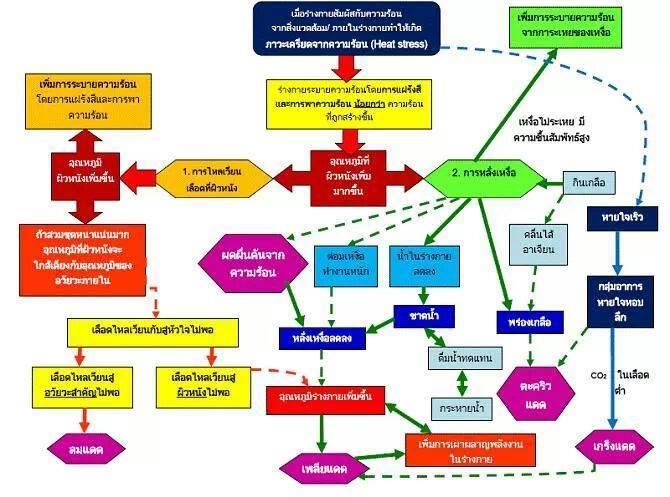 เมื่อร่างกายสัมผัสกับความร้อน
จากสิ่งแวดล้อม/ ภายในร่างกายทำให้เกิด
ภาวะเครียดจากความร้อน (Heat stress)
เพิ่มการระบายความร้อน
จากการระเหยของเหงื่อ
เพิ่มการระบายความร้อน
โดยการแผ่รังสีและการพา
ความร้อน
ร่างกายระบายความร้อนโดยการแผ่รังสี
และการพาความร้อน น้อยกว่า ความร้อน
ที่ถูกสร้างขึ้น
เหงื่อไม่ระเหย มี
ความชื้นสัมพัทธ์สูง
อุณหภูมิ
ผิวหนังเพิ่มขึ้น
1. การไหลเวียน
เลือดที่ผิวหนัง
อุณหภูมิที่
ผิวหนังเพิ่ม
มากขึ้น
2. การหลั่งเหงื่อ
กินเกลือ
หายใจเร็ว
ถ้าสวมชุดหนาแน่นมาก
อุณหภูมิที่ผิวหนังจะ
ใกล้เคียงกับอุณหภูมิของ
อวัยวะภายใน
ผดผื่นคันจาก
ความร้อน
ต่อมเหงื่อ
ทำงานหนัก
น้ำในร่างกาย
ลดลง
คลื่นไส้
อาเจียน
กลุ่มอาการ
หายใจหอบ
ลึก
เลือดไหลเวียนกับสู่หัวใจไม่พอ
หลั่งเหงื่อลดลง
ขาดน้ำ
พร่องเกลือ
ดื่มน้ำทดแทน
CO₂ ในเลือด
ต่ำ
เลือดไหลเวียนสู่
อวัยวะสำคัญไม่พอ
เลือดไหลเวียนสู่
ผิวหนังไม่พอ
อุณหภูมิร่างกายเพิ่มขึ้น
กระหายน้ำ
ตะคริว
แดด
ลมแดด
เพลียแดด
เพิ่มการเผาผลาญพลังงาน
ในร่างกาย
เกร็งแดด